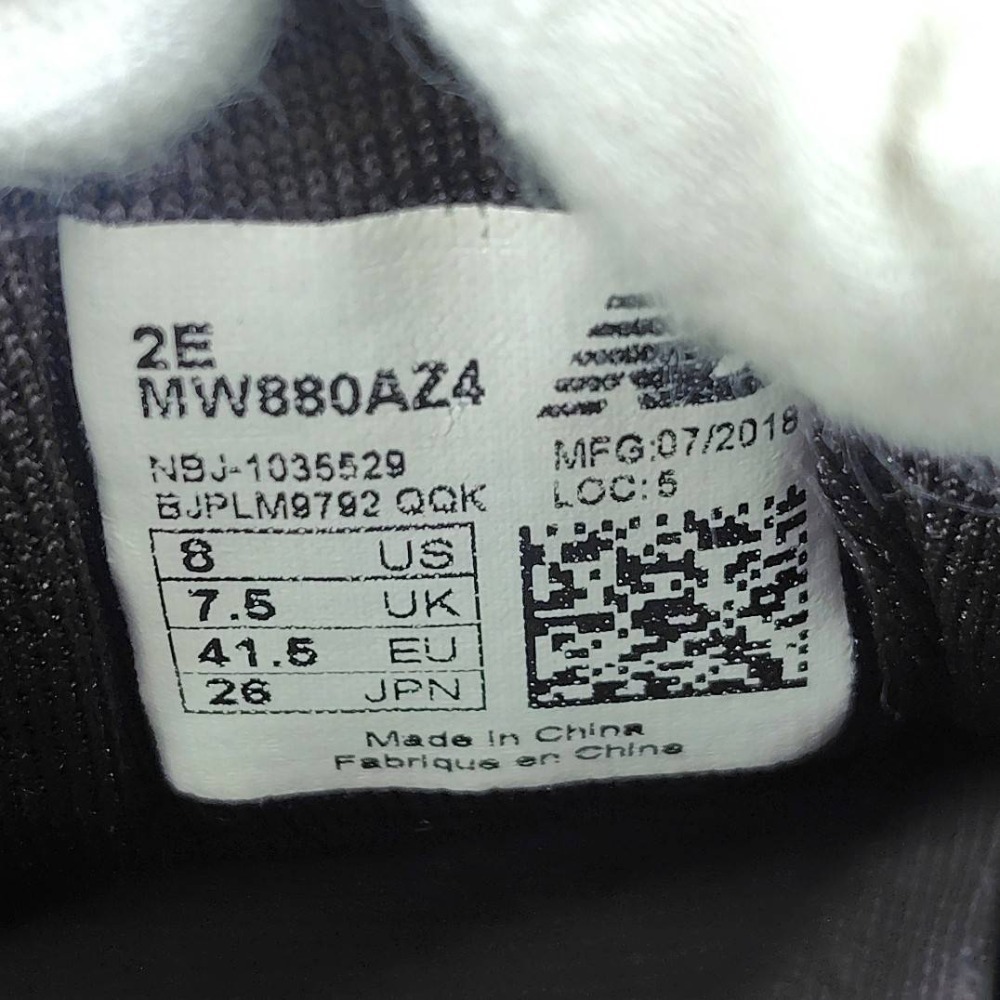 2E
MW880AZ4
NBJ-1035529
BJPLM9792 QQK
8 US
7.5 UK
41.5 EU
26 JPN
MFG:07/2018
LOC:5
Made in China
Fabrique en Chine